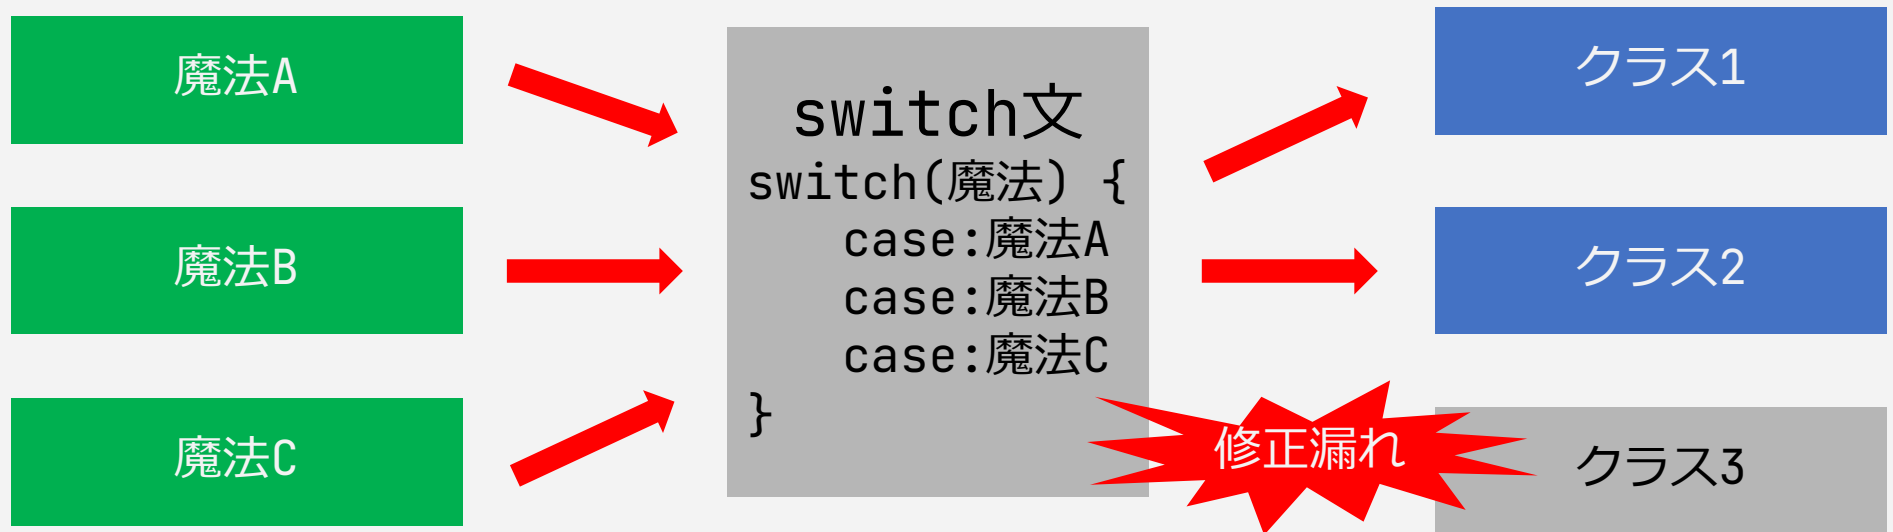 魔法A
魔法B
魔法C
switch文
switch(魔法) {
case:魔法A
case:魔法B
case:魔法C
}
修正漏れ
クラス1
クラス2
クラス3